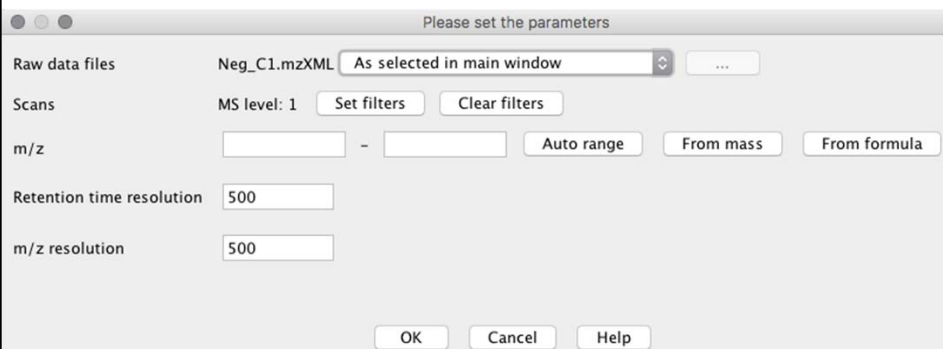 Please set the parameters
Raw data files Neg_C1.mzXML As selected in main window ...
Scans MS level: 1 Set filters Clear filters
m/z – Auto range From mass From formula
Retention time resolution 500
m/z resolution 500
OK Cancel Help